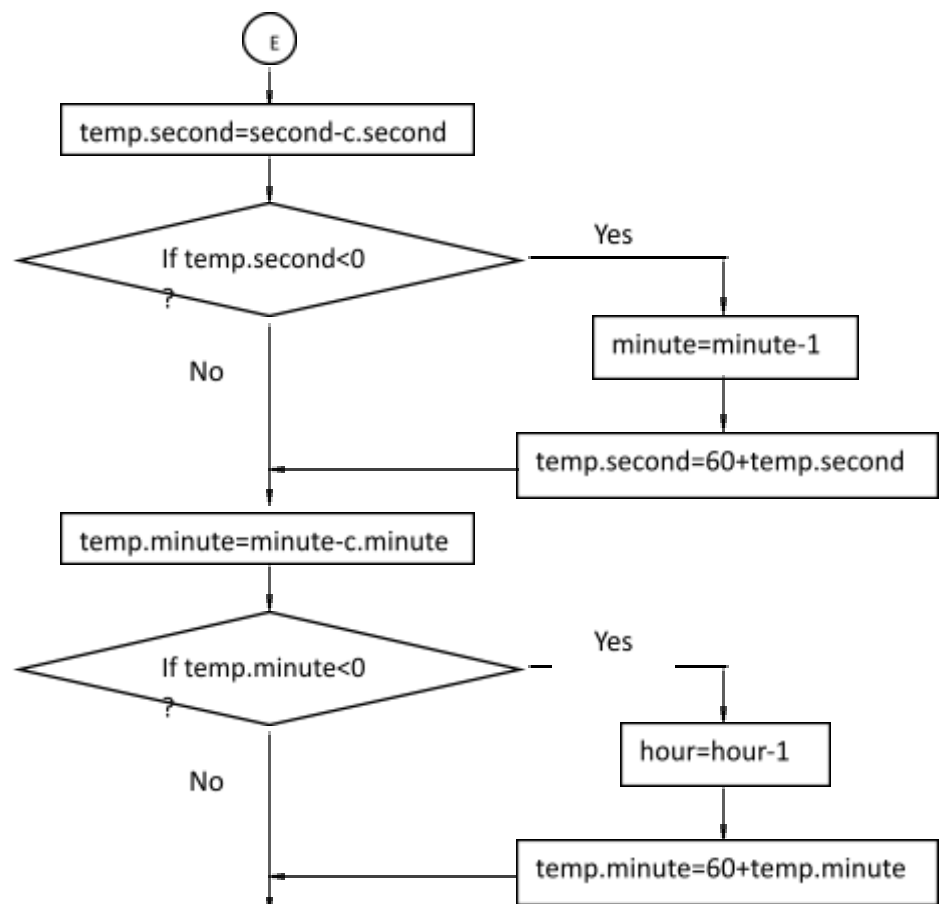 E
temp.second=second-c.second
Yes
If temp.second<0
?
minute=minute-1
No
temp.second=60+temp.second
temp.minute=minute-c.minute
Yes
If temp.minute<0
?
hour=hour-1
No
temp.minute=60+temp.minute